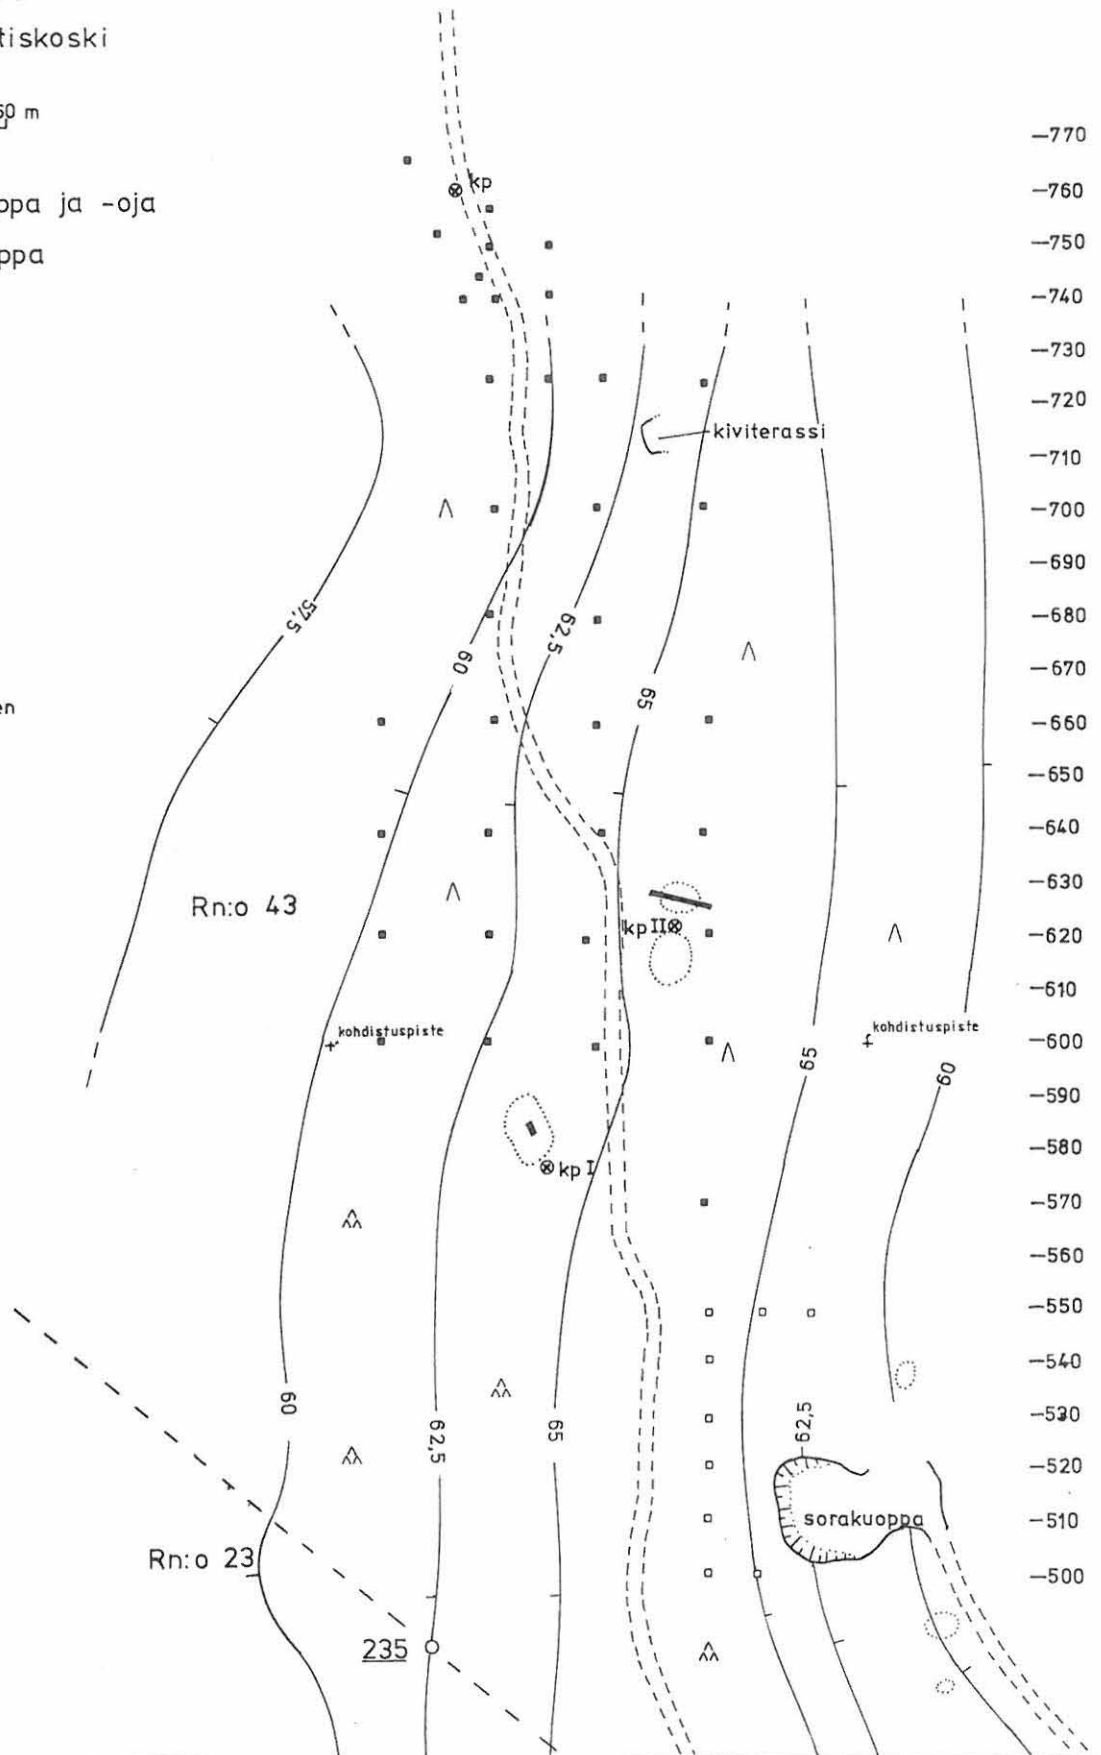 tiskoski
50 m
opa ja -oja
ppa
en
kp
—770
—760
—750
—740
—730
—720
kiviterassi
—710
—700
—690
57,5
—680
62,5
60
—670
65
—660
—650
—640
—630
Rn:o 43
kp II
—620
—610
kohdistuspiste
kohdistuspiste
—600
65
60
—590
—580
kp I
—570
—560
—550
—540
60
62,5
65
62,5
—530
—520
sorakuoppa
—510
Rn:o 23
—500
235